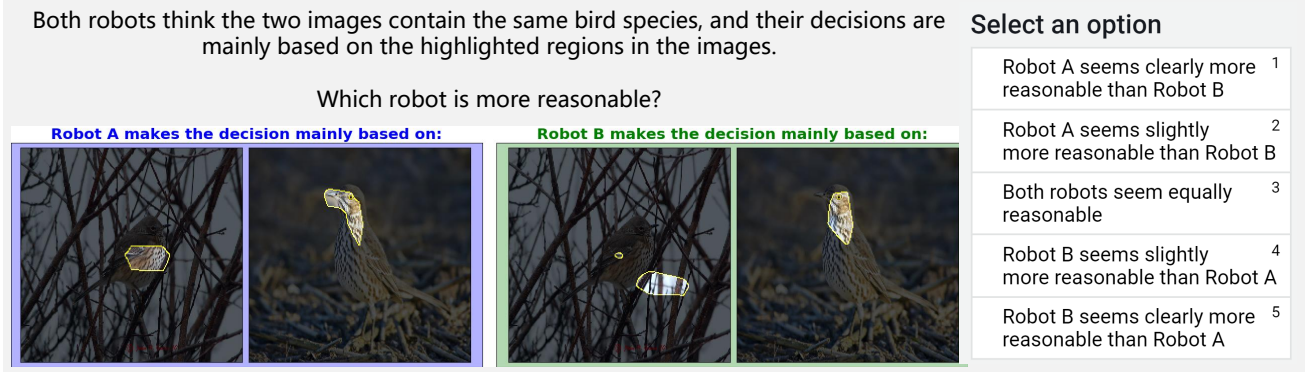 Both robots think the two images contain the same bird species, and their decisions are
mainly based on the highlighted regions in the images.
Which robot is more reasonable?
Robot A makes the decision mainly based on:
Robot B makes the decision mainly based on:
Select an option
Robot A seems clearly more 1
reasonable than Robot B
Robot A seems slightly 2
more reasonable than Robot B
Both robots seem equally 3
reasonable
Robot B seems slightly 4
more reasonable than Robot A
Robot B seems clearly more 5
reasonable than Robot A